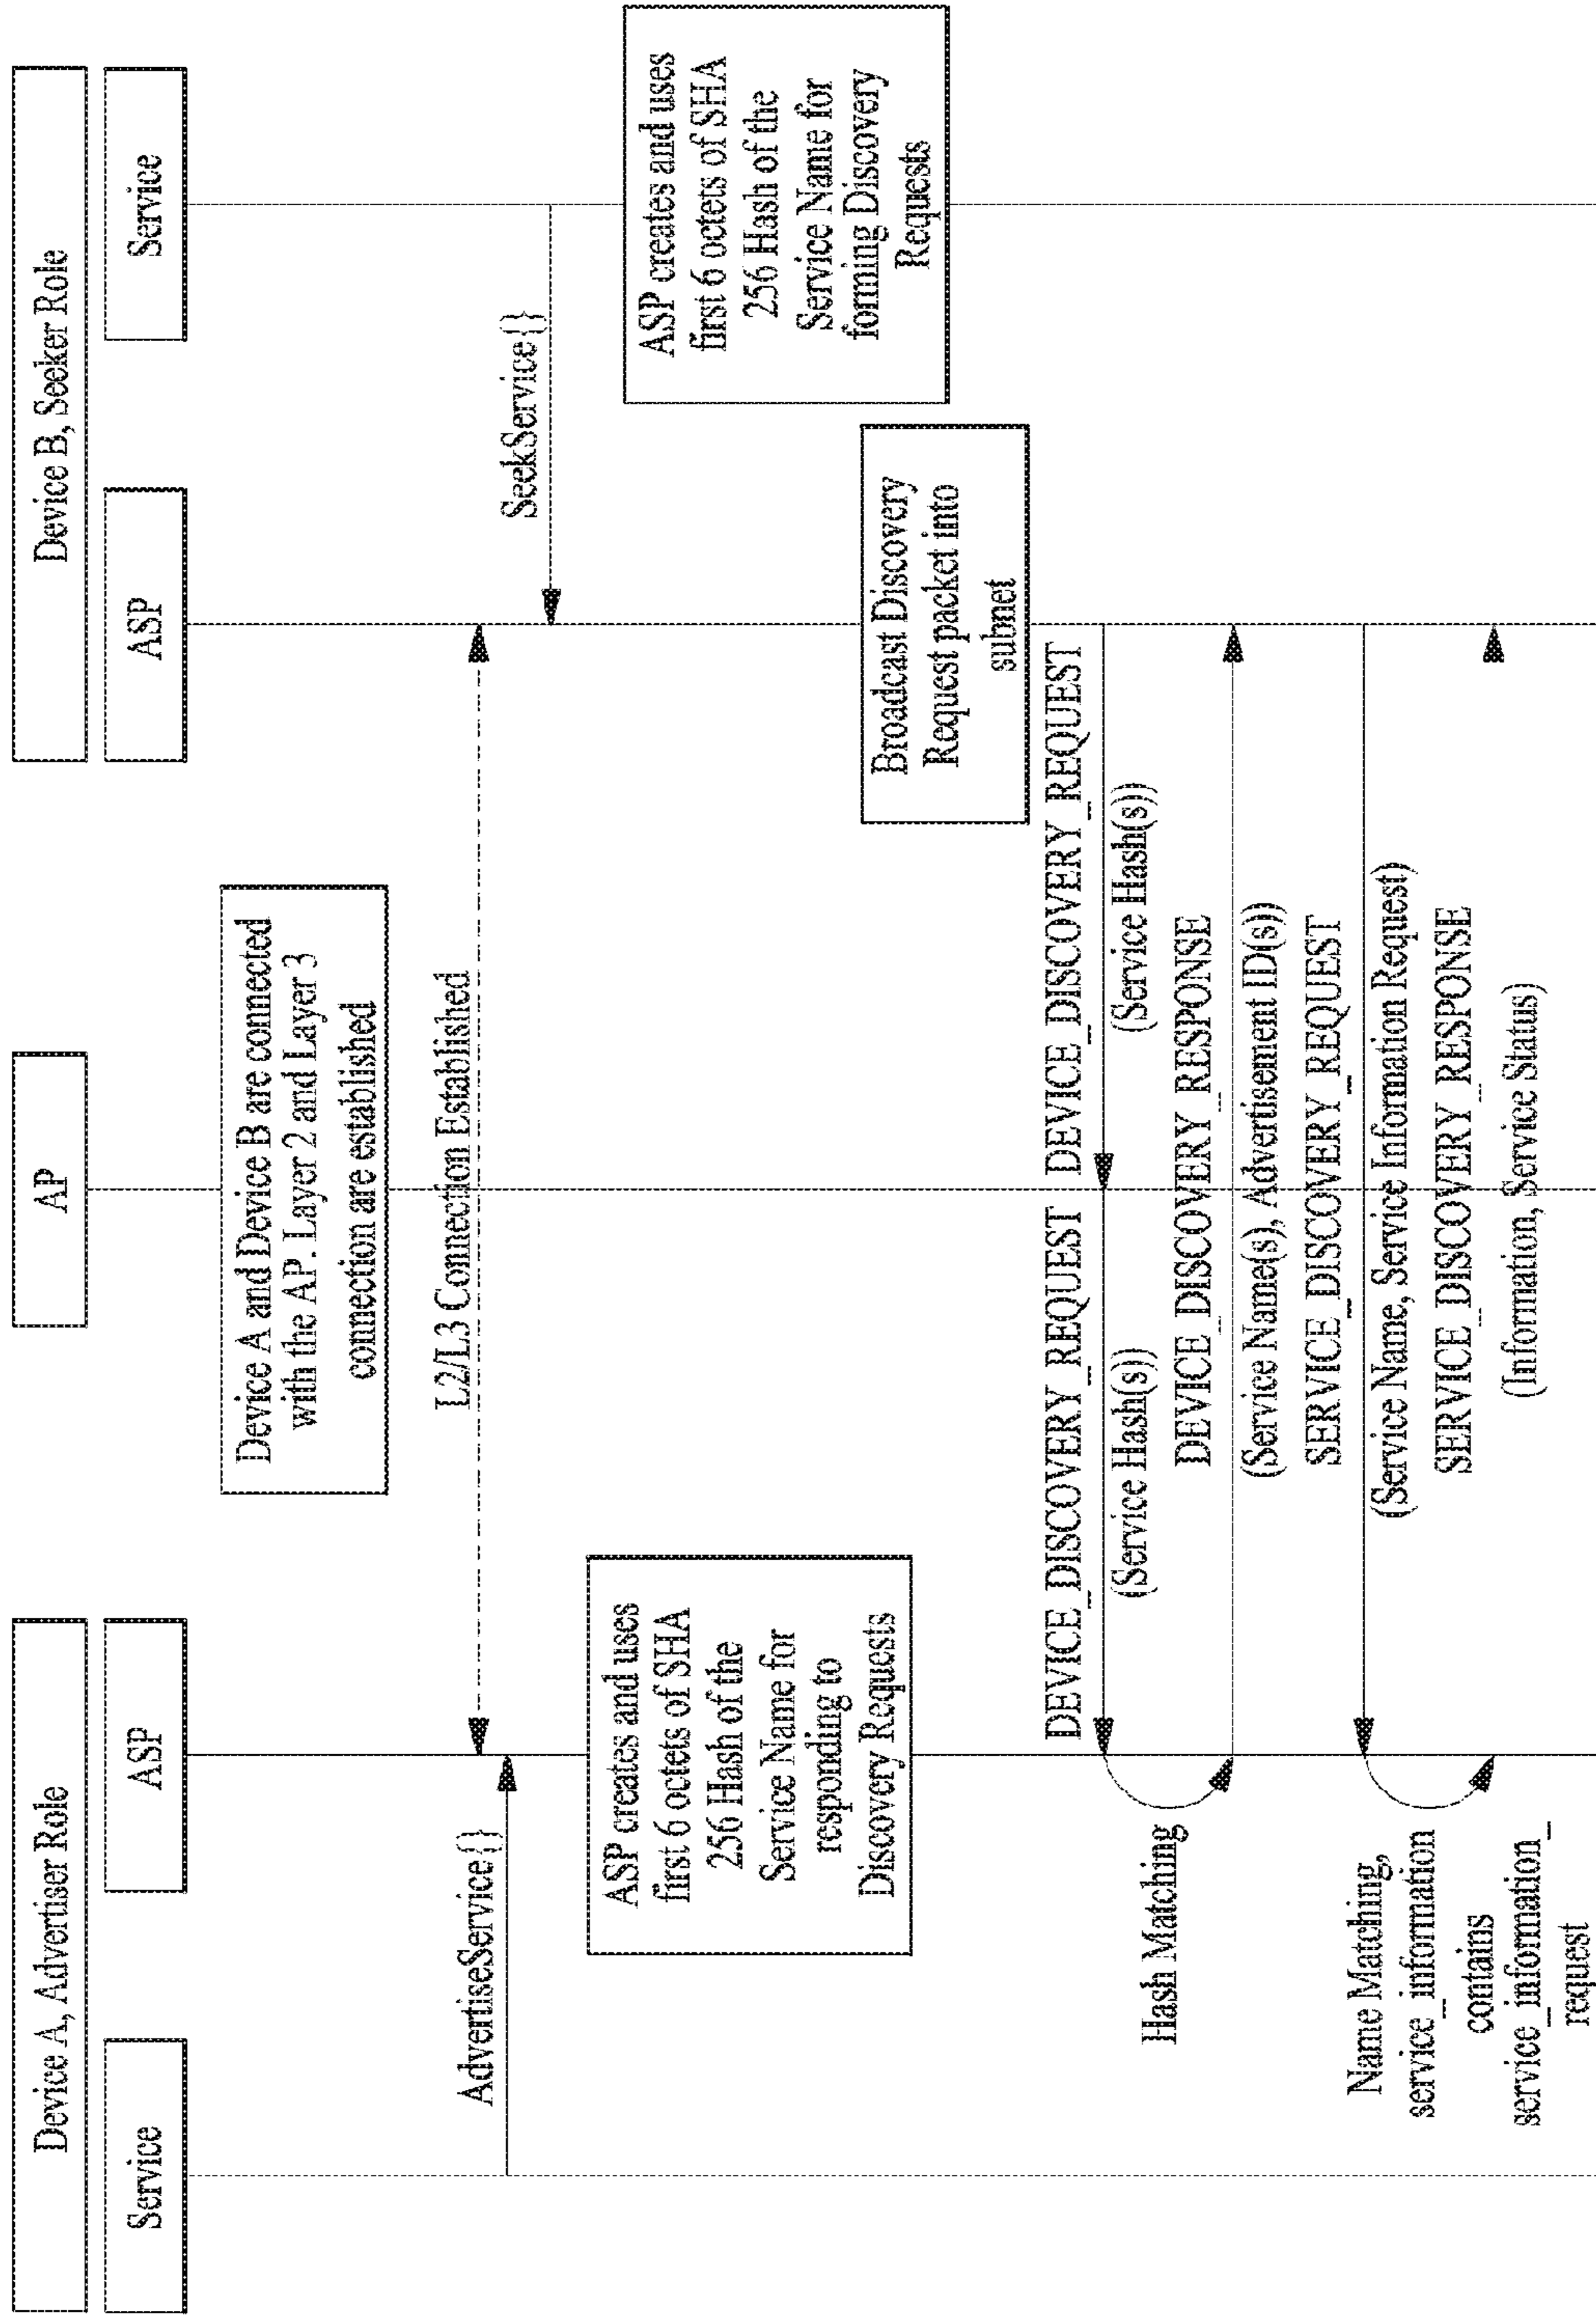 Device A, Advertiser Role
AP
Device B, Seeker Role
Service
ASP
ASP
Service
Device A and Device B are connected
with the AP. Layer 2 and Layer 3
connection are established
L2/L3 Connection Established
AdvertiseService{}
SeekService{}
ASP creates and uses
first 6 octets of SHA
256 Hash of the
Service Name for
responding to
Discovery Requests
ASP creates and uses
first 6 octets of SHA
256 Hash of the
Service Name for
forming Discovery
Requests
Broadcast Discovery
Request packet into
subnet
DEVICE_DISCOVERY_REQUEST
DEVICE_DISCOVERY_REQUEST
(Service Hash(s))
(Service Hash(s))
Hash Matching
DEVICE_DISCOVERY_RESPONSE
(Service Name(s), Advertisement ID(s))
SERVICE_DISCOVERY_REQUEST
(Service Name, Service Information Request)
Name Matching,
service_information
contains
service_information_
request
SERVICE_DISCOVERY_RESPONSE
(Information, Service Status)